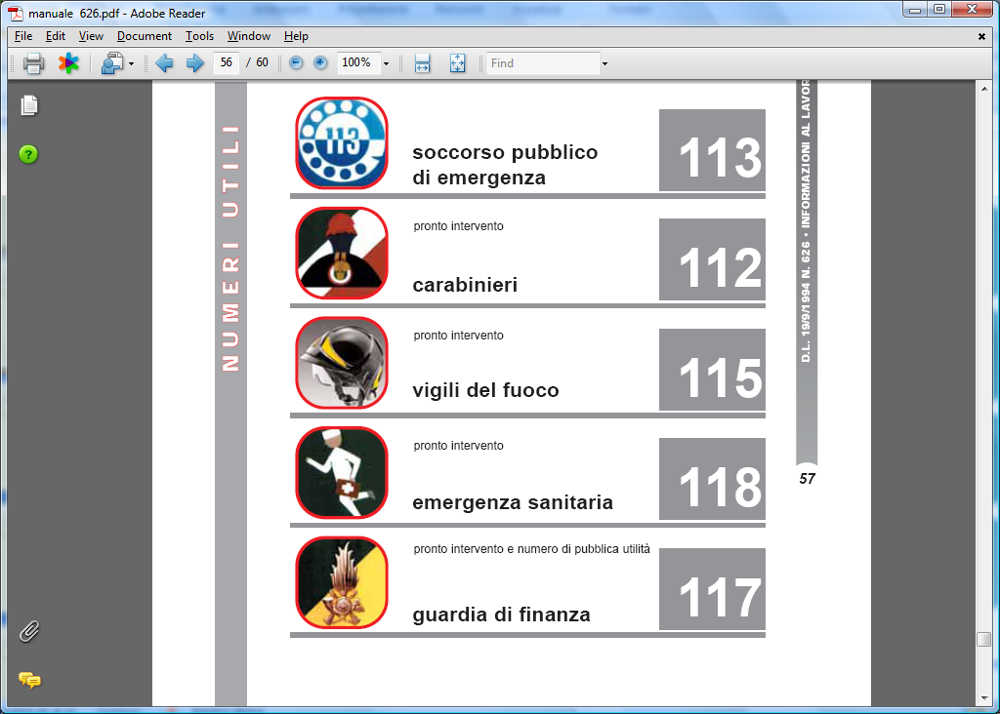 manuale 626.pdf - Adobe Reader
File Edit View Document Tools Window Help
56 / 60 100% Find
NUMERI UTILI
113
soccorso pubblico
di emergenza
113
pronto intervento
carabinieri
112
pronto intervento
vigili del fuoco
115
pronto intervento
emergenza sanitaria
118
pronto intervento e numero di pubblica utilità
guardia di finanza
117
D.L. 19/9/1994 N. 626 • INFORMAZIONI AL LAVOR
57